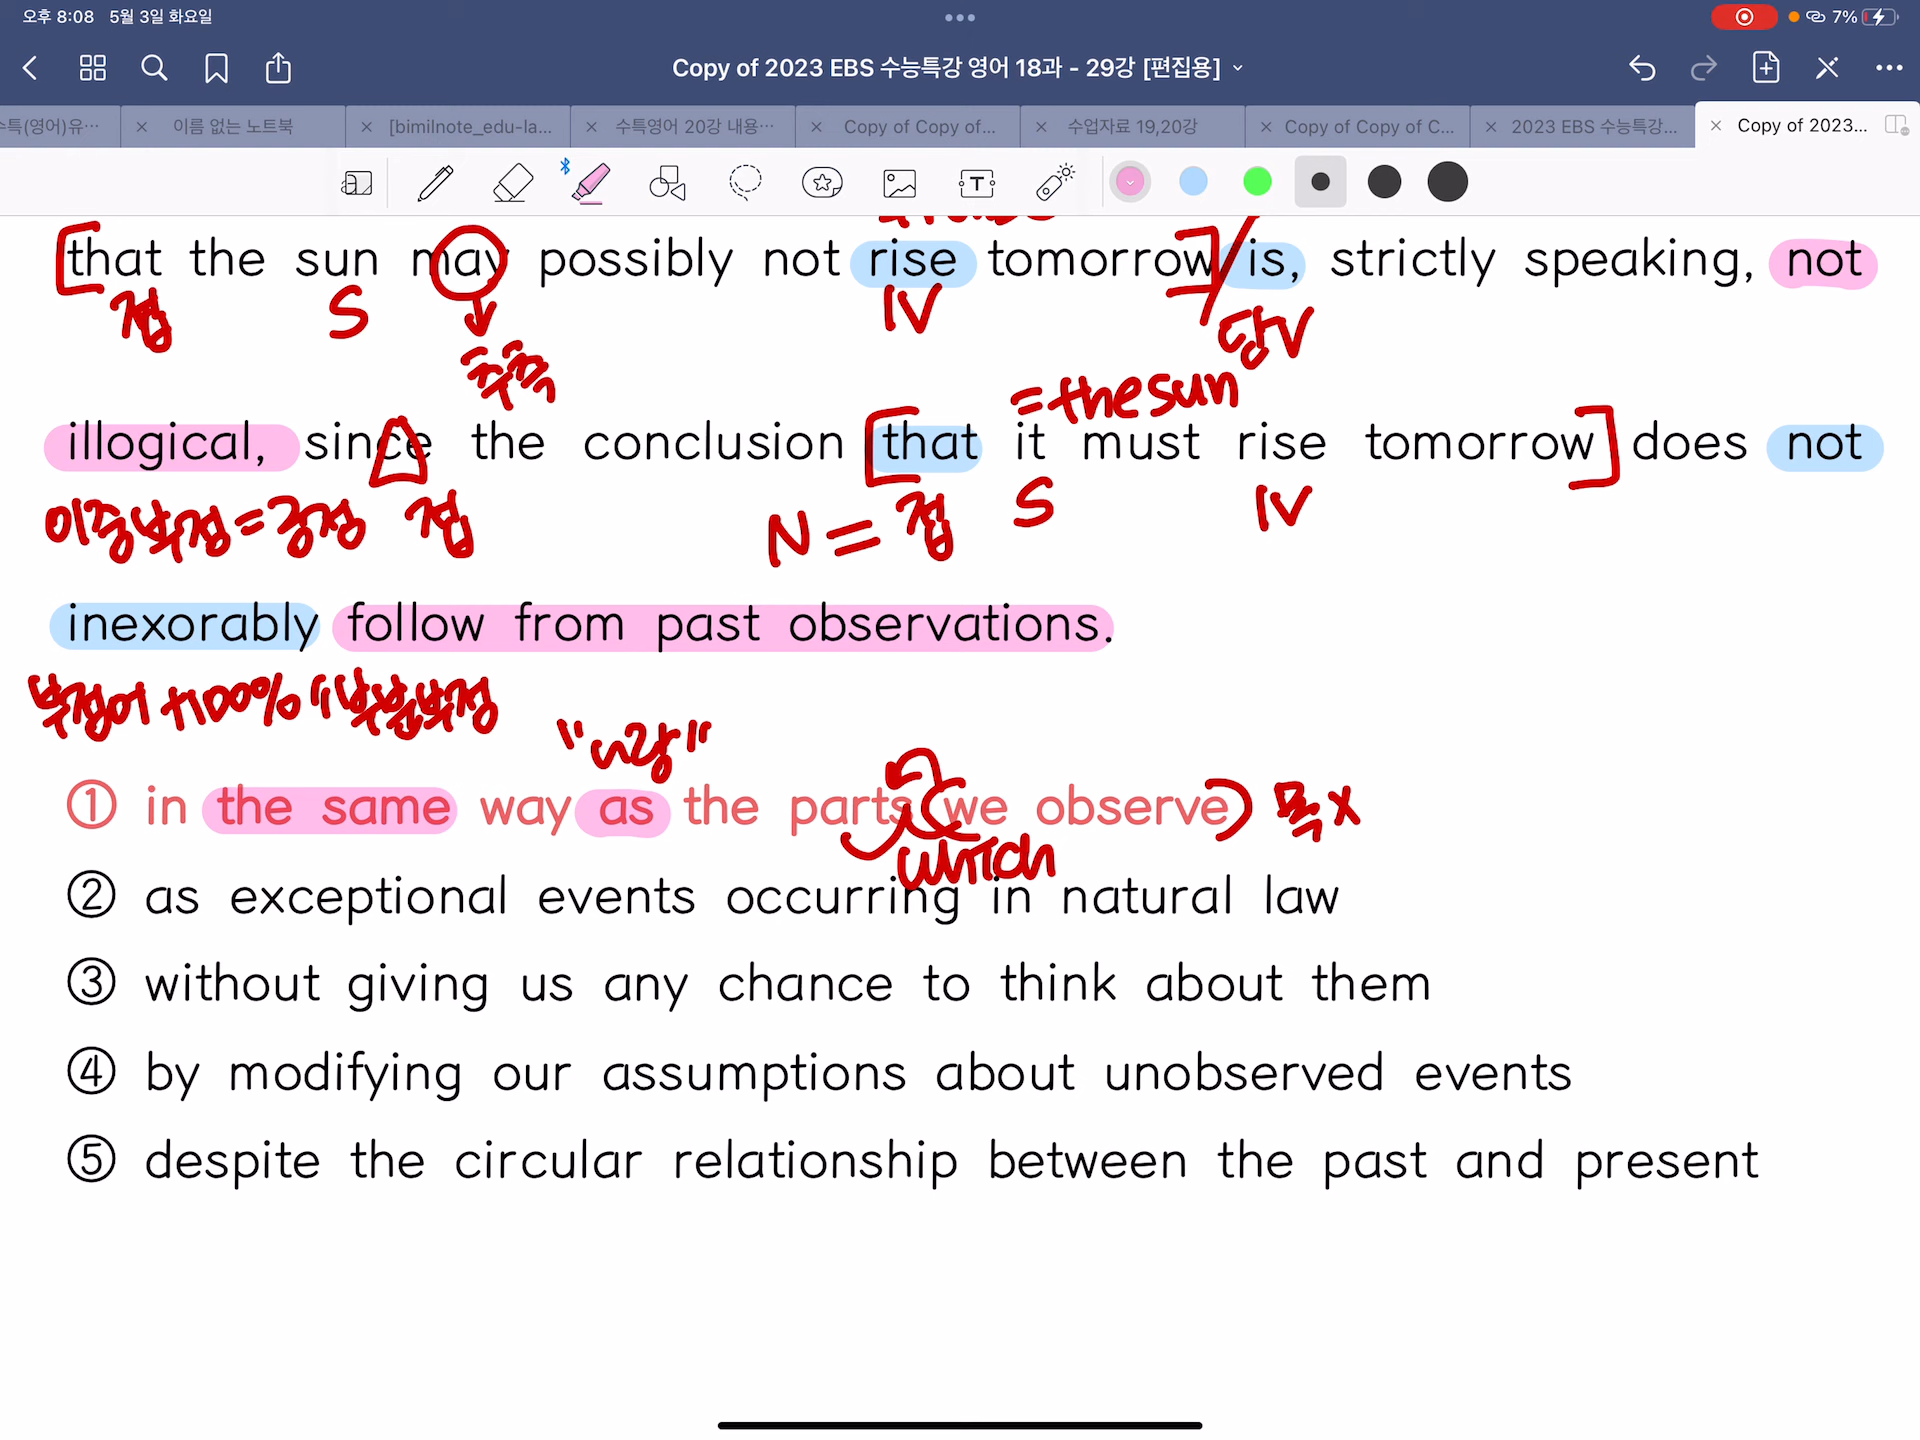 오후 8:08 5월 3일 화요일
7%
Copy of 2023 EBS 수능특강 영어 18과 - 29강 [편집용]
수특(영어)유...
이름 없는 노트북
[bimilnote_edu-la...
수특영어 20강 내용...
Copy of Copy of...
수업자료 19,20강
Copy of Copy of C...
2023 EBS 수능특강...
Copy of 2023...
that the sun may possibly not rise tomorrow is, strictly speaking, not
접 S IV 단V
추측
= the sun
illogical, since the conclusion that it must rise tomorrow does not
이중부정=긍정 접 N = 접 S IV
inexorably follow from past observations.
부정어 +100% "부분부정
"
① in the same way as the parts we observe 목X
which
② as exceptional events occurring in natural law
③ without giving us any chance to think about them
④ by modifying our assumptions about unobserved events
⑤ despite the circular relationship between the past and present